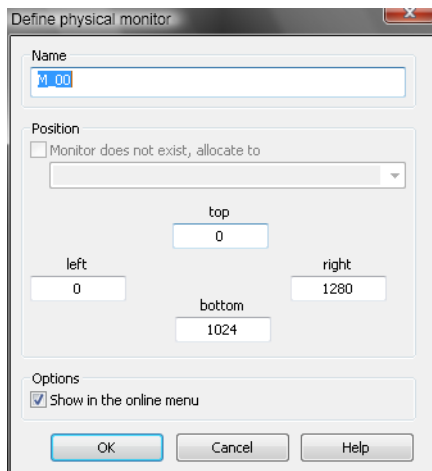 Define physical monitor
Name
M_00
Position
Monitor does not exist, allocate to
top
0
left
right
0
1280
bottom
1024
Options
Show in the online menu
OK Cancel Help